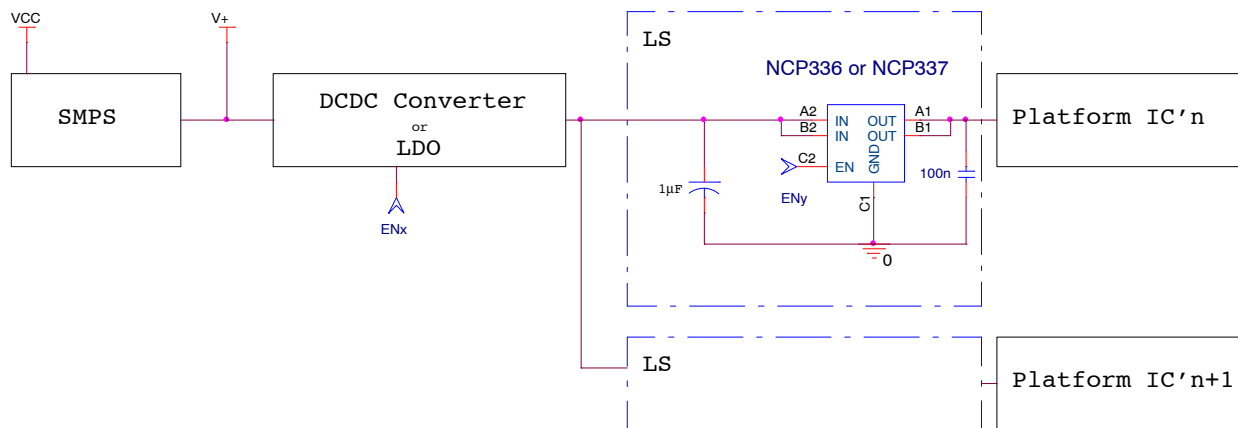 VCC
V+
LS
NCP336 or NCP337
SMPS
DCDC Converter
or
LDO
A2
B2
IN
IN
OUT
OUT
A1
B1
C2
EN
GND
C1
ENy
1µF
100n
0
ENx
Platform IC'n
LS
Platform IC'n+1